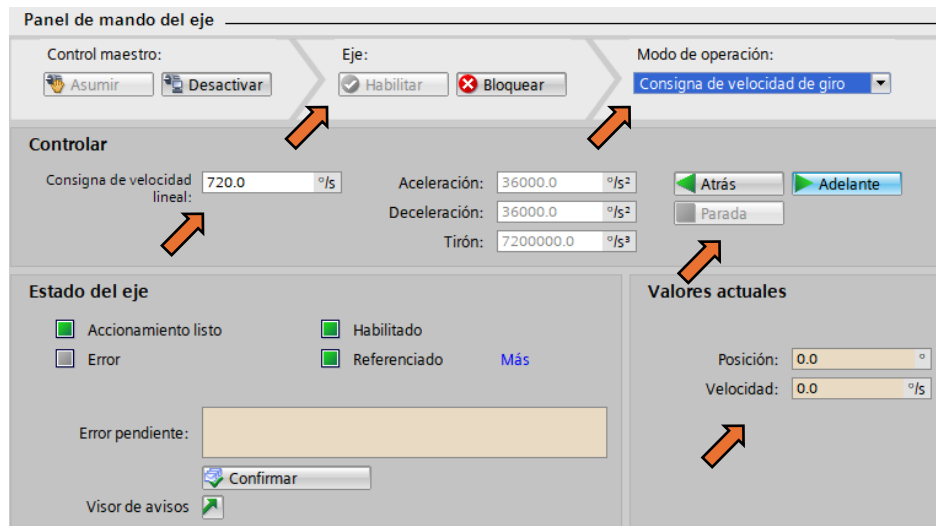 Panel de mando del eje
Control maestro:
Asumir
Desactivar
Eje:
Habilitar
Bloquear
Modo de operación:
Consigna de velocidad de giro
Controlar
Consigna de velocidad
lineal:
720.0 °/s
Aceleración: 36000.0 °/s²
Deceleración: 36000.0 °/s²
Tirón: 7200000.0 °/s³
Atrás
Adelante
Parada
Estado del eje
Accionamiento listo
Habilitado
Error
Referenciado
Más
Error pendiente:
Confirmar
Visor de avisos
Valores actuales
Posición: 0.0 °
Velocidad: 0.0 °/s